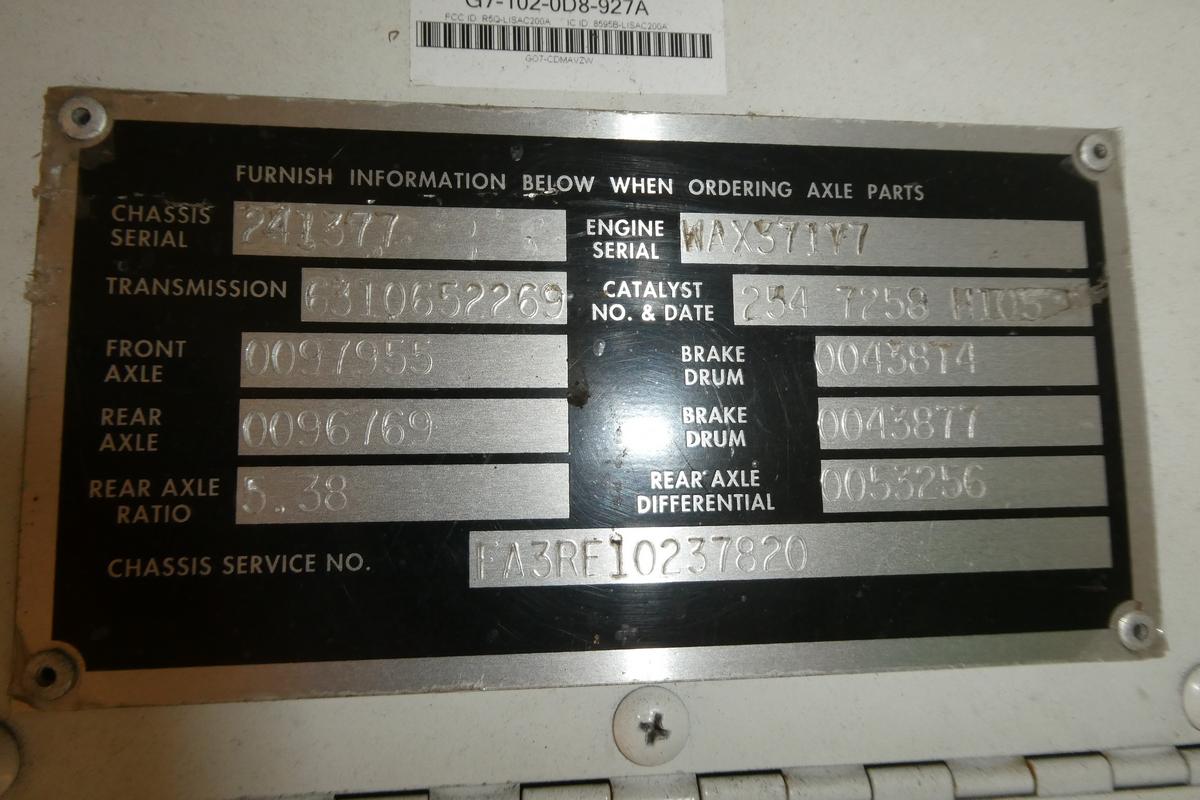 G7-102-0D8-927A
FCC ID: R5Q-LISAC200A IC ID: 8595B-LISAC200A
GO7-CDMAVZW
FURNISH INFORMATION BELOW WHEN ORDERING AXLE PARTS
CHASSIS SERIAL 241377
ENGINE SERIAL WAX37177
TRANSMISSION 6310652269
CATALYST NO. & DATE 254 7258
FRONT AXLE 0097955
BRAKE DRUM 0043874
REAR AXLE 0096769
BRAKE DRUM 0043877
REAR AXLE RATIO 5.38
REAR AXLE DIFFERENTIAL 0053256
CHASSIS SERVICE NO. FA3RE10237820